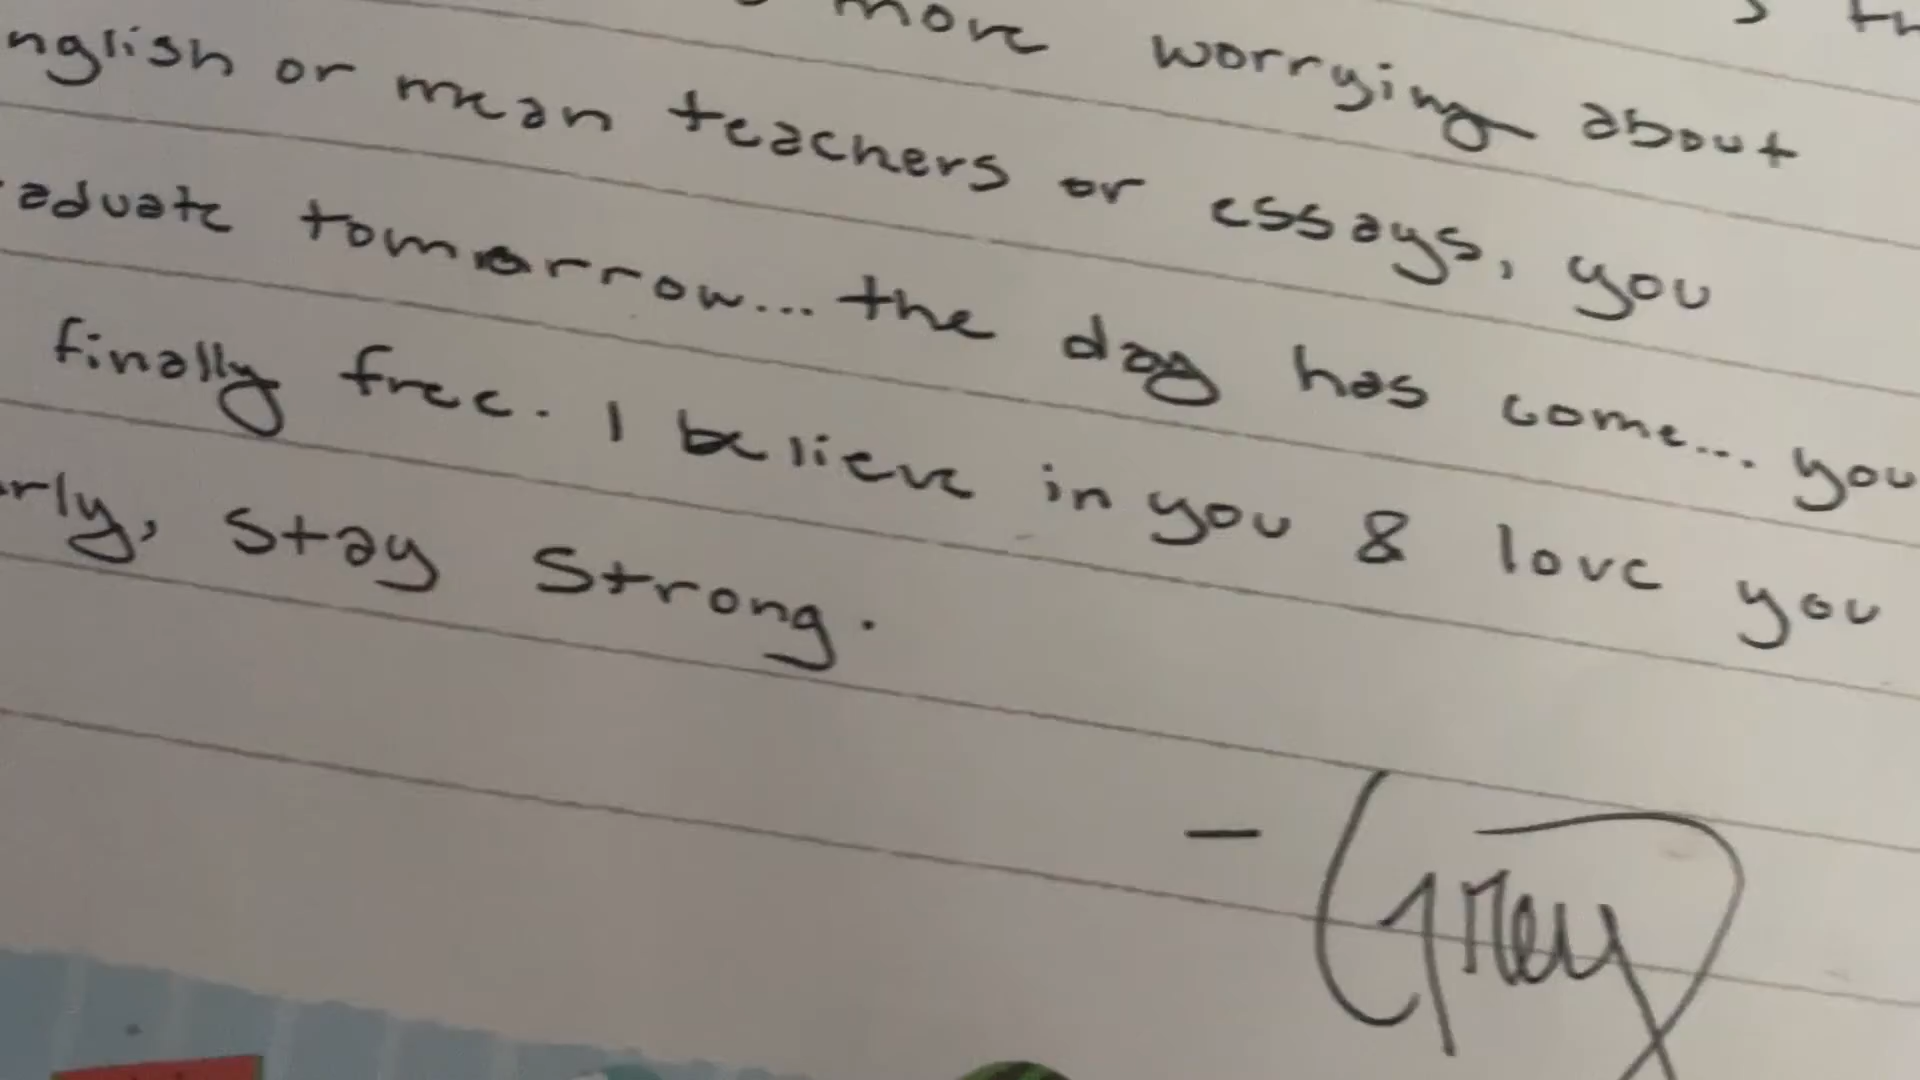 more worrying about
nglish or mean teachers or essays, you
aduate tomorrow... the day has come... you
finally free. I believe in you & love you
rly, stay strong.
- Grey